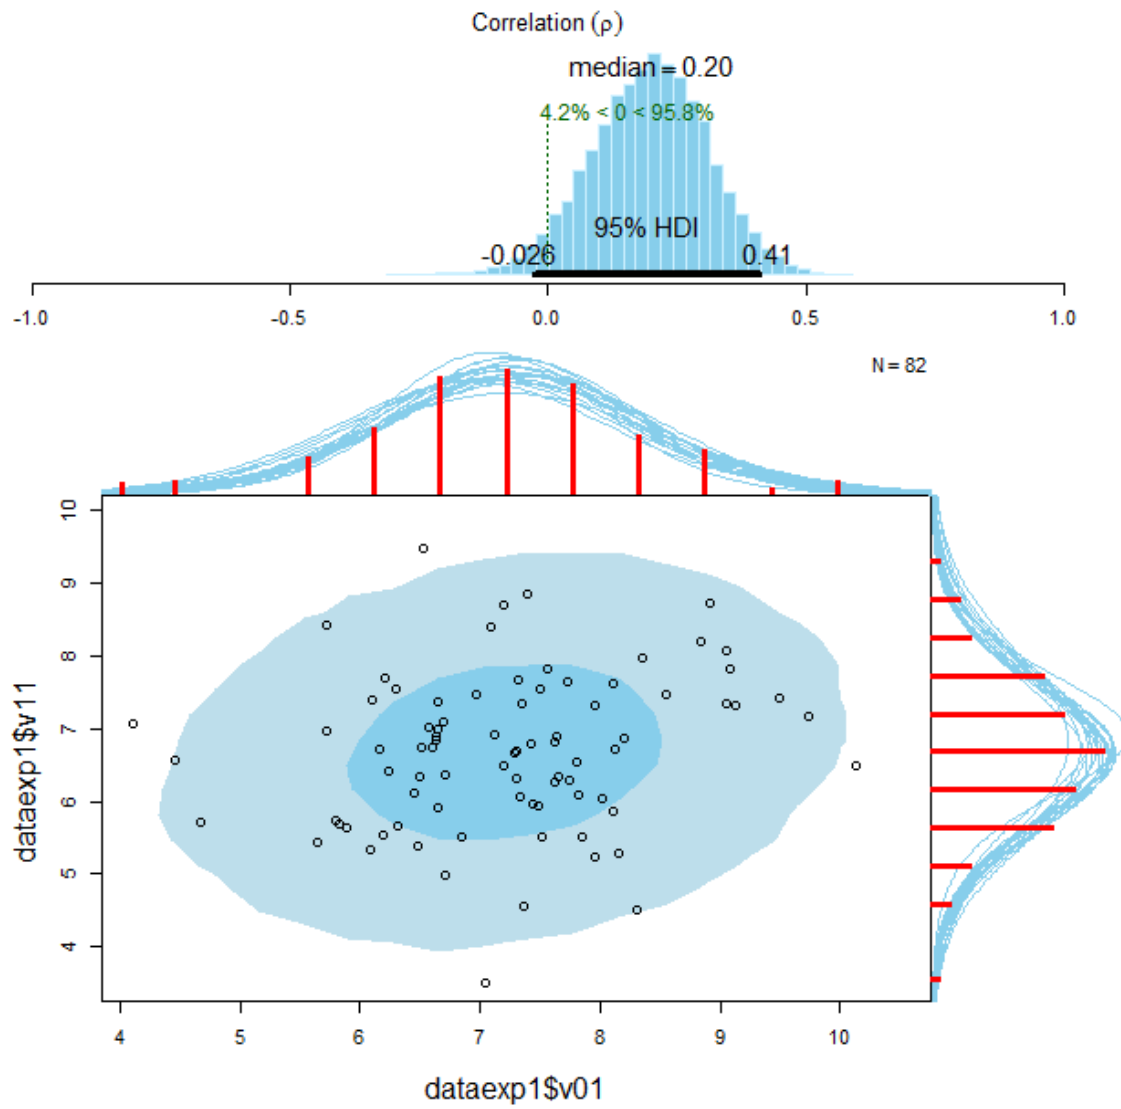 Correlation (ρ)
median = 0.20
4.2% < 0 < 95.8%
95% HDI
-0.026 0.41
-1.0 -0.5 0.0 0.5 1.0
N = 82
10
9
8
7
6
5
4
dataexp1$v11
4 5 6 7 8 9 10
dataexp1$v01